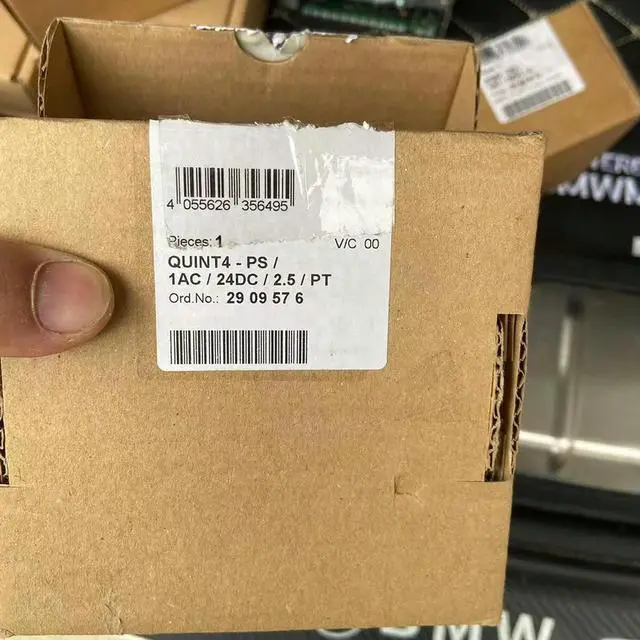 4 055626 356495
Pieces: 1 V/C 00
QUINT4 - PS /
1AC / 24DC / 2.5 / PT
Ord.No.: 29 09 57 6